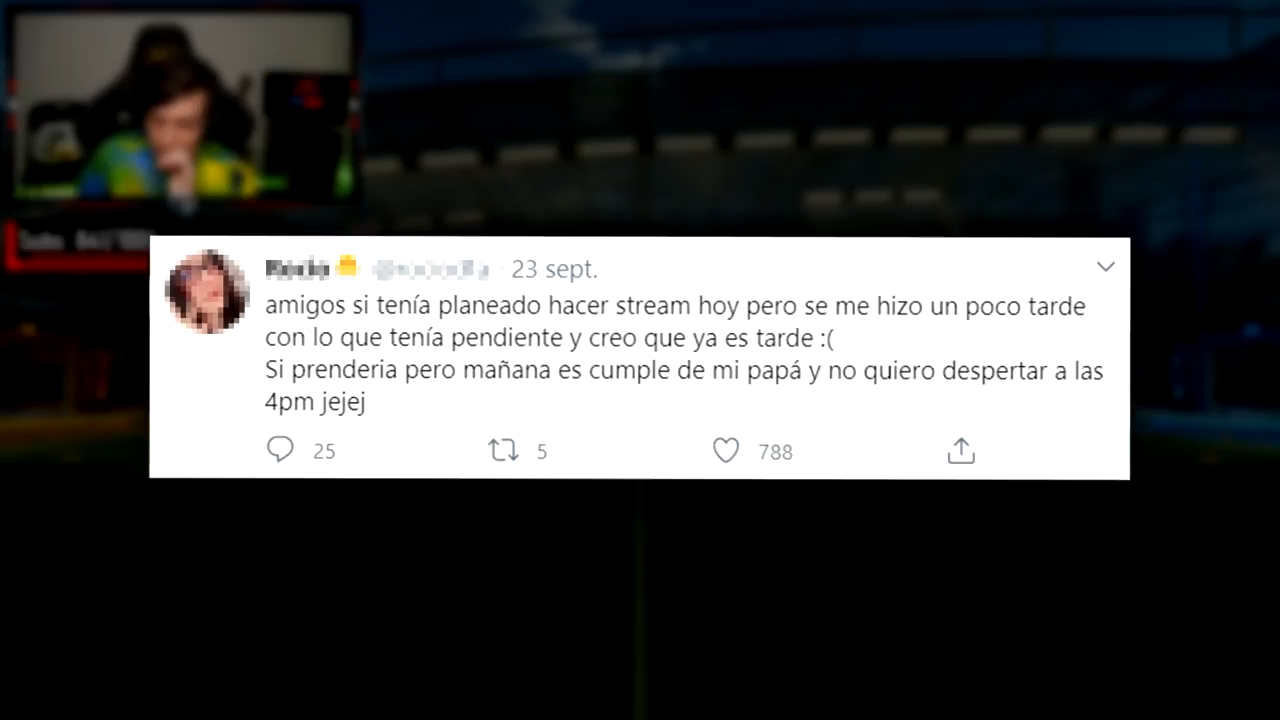 23 sept.
amigos si tenía planeado hacer stream hoy pero se me hizo un poco tarde
con lo que tenía pendiente y creo que ya es tarde :(
Si prenderia pero mañana es cumple de mi papá y no quiero despertar a las
4pm jejej
25 5 788